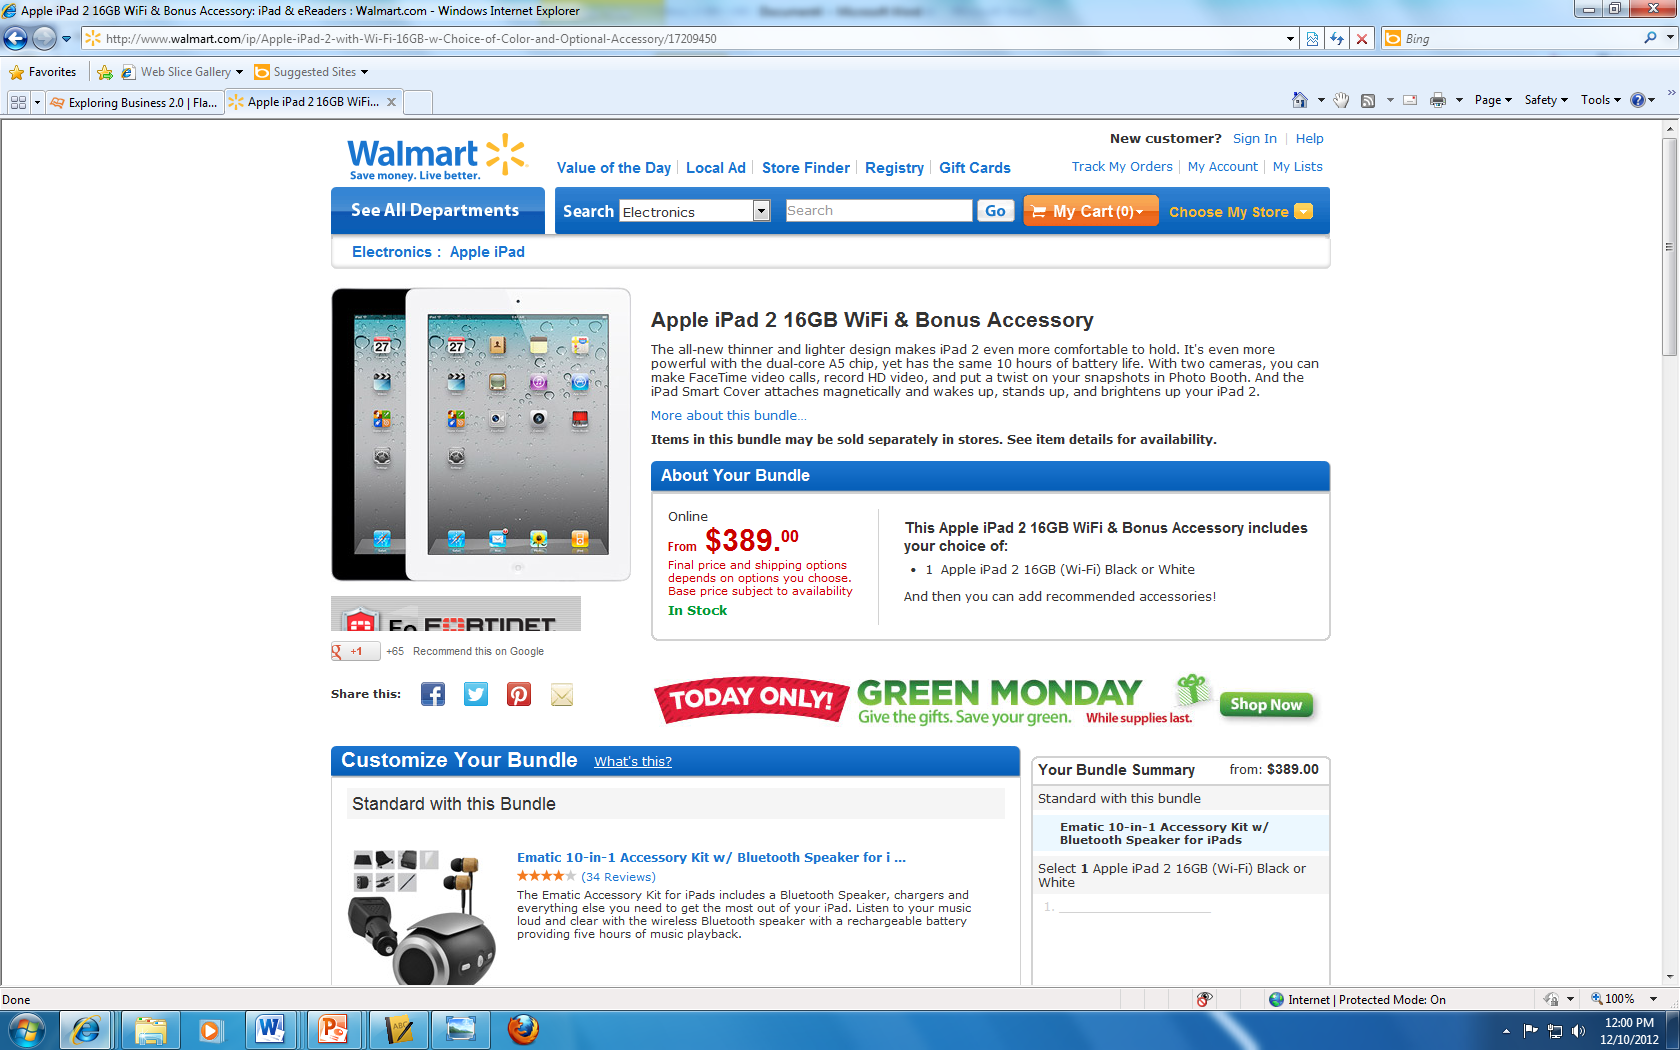 Apple iPad 2 16GB WiFi & Bonus Accessory: iPad & eReaders : Walmart.com - Windows Internet Explorer
http://www.walmart.com/ip/Apple-iPad-2-with-Wi-Fi-16GB-w-Choice-of-Color-and-Optional-Accessory/17209450
Bing
Favorites
Web Slice Gallery
Suggested Sites
Exploring Business 2.0 | Fla...
Apple iPad 2 16GB WiFi...
Page
Safety
Tools
Walmart
Save money. Live better.
New customer? Sign In Help
Value of the Day Local Ad Store Finder Registry Gift Cards
Track My Orders My Account My Lists
See All Departments
Search Electronics Search Go
My Cart (0)
Choose My Store
Electronics : Apple iPad
27 27
Apple iPad 2 16GB WiFi & Bonus Accessory
The all-new thinner and lighter design makes iPad 2 even more comfortable to hold. It's even more
powerful with the dual-core A5 chip, yet has the same 10 hours of battery life. With two cameras, you can
make FaceTime video calls, record HD video, and put a twist on your snapshots in Photo Booth. And the
iPad Smart Cover attaches magnetically and wakes up, stands up, and brightens up your iPad 2.
More about this bundle...
Items in this bundle may be sold separately in stores. See item details for availability.
About Your Bundle
Online
From $389.00
Final price and shipping options
depends on options you choose.
Base price subject to availability
In Stock
This Apple iPad 2 16GB WiFi & Bonus Accessory includes
your choice of:
• 1 Apple iPad 2 16GB (Wi-Fi) Black or White
And then you can add recommended accessories!
Fo FORTINET
+1 +65 Recommend this on Google
Share this:
TODAY ONLY!
GREEN MONDAY
Give the gifts. Save your green. While supplies last.
Shop Now
Customize Your Bundle What's this?
Standard with this Bundle
Ematic 10-in-1 Accessory Kit w/ Bluetooth Speaker for i ...
(34 Reviews)
The Ematic Accessory Kit for iPads includes a Bluetooth Speaker, chargers and
everything else you need to get the most out of your iPad. Listen to your music
loud and clear with the wireless Bluetooth speaker with a rechargeable battery
providing five hours of music playback.
Your Bundle Summary from: $389.00
Standard with this bundle
Ematic 10-in-1 Accessory Kit w/
Bluetooth Speaker for iPads
Select 1 Apple iPad 2 16GB (Wi-Fi) Black or
White
1.
Done
Internet | Protected Mode: On
100%
12:00 PM
12/10/2012